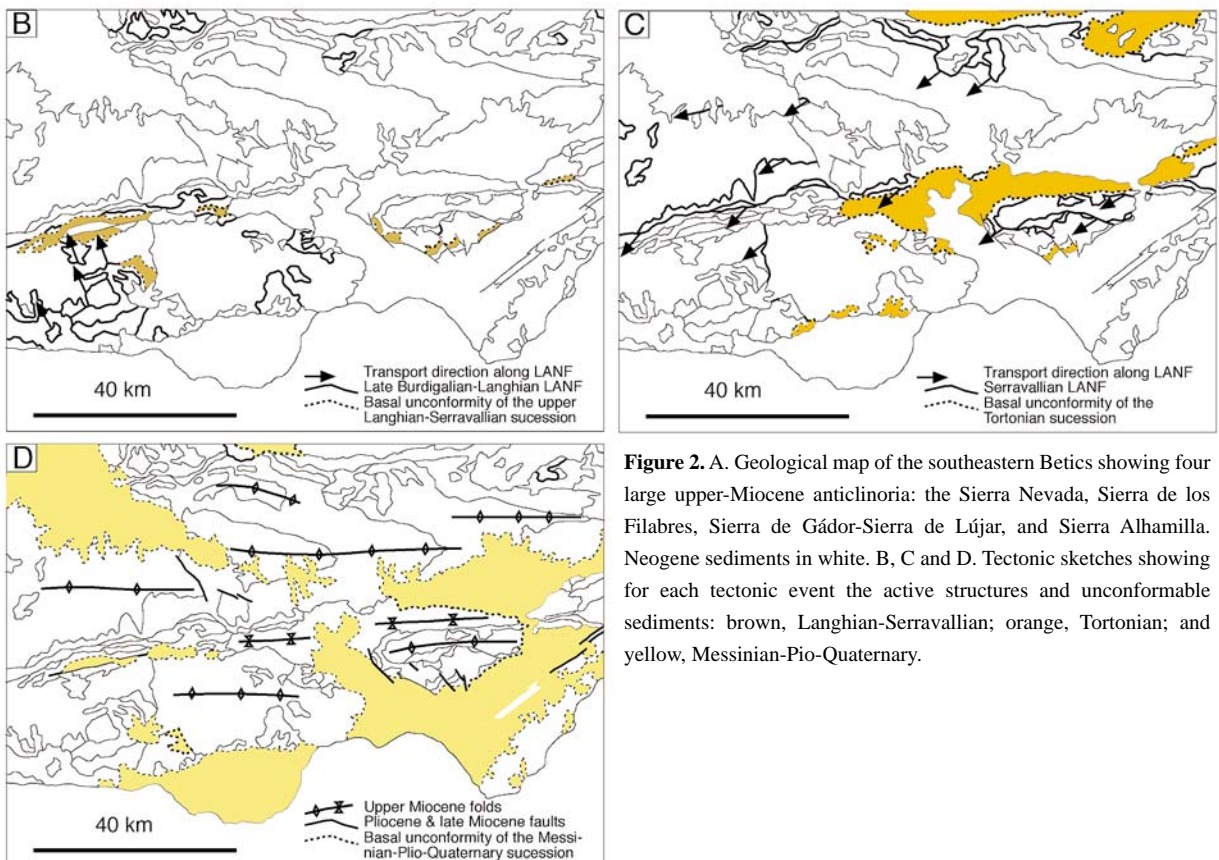 B
Transport direction along LANF
Late Burdigalian-Langhian LANF
Basal unconformity of the upper
Langhian-Serravallian sucession
40 km
C
Transport direction along LANF
Serravallian LANF
Basal unconformity of the
Tortonian sucession
40 km
D
Upper Miocene folds
Pliocene & late Miocene faults
Basal unconformity of the Messi-
nian-Plio-Quaternary sucession
40 km
Figure 2. A. Geological map of the southeastern Betics showing four
large upper-Miocene anticlinoria: the Sierra Nevada, Sierra de los
Filabres, Sierra de Gádor-Sierra de Lújar, and Sierra Alhamilla.
Neogene sediments in white. B, C and D. Tectonic sketches showing
for each tectonic event the active structures and unconformable
sediments: brown, Langhian-Serravallian; orange, Tortonian; and
yellow, Messinian-Pio-Quaternary.